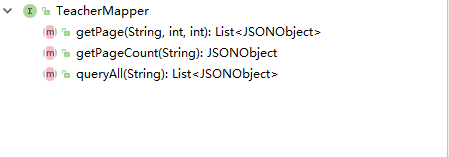 I TeacherMapper
m getPage(String, int, int): List<JSONObject>
m getPageCount(String): JSONObject
m queryAll(String): List<JSONObject>